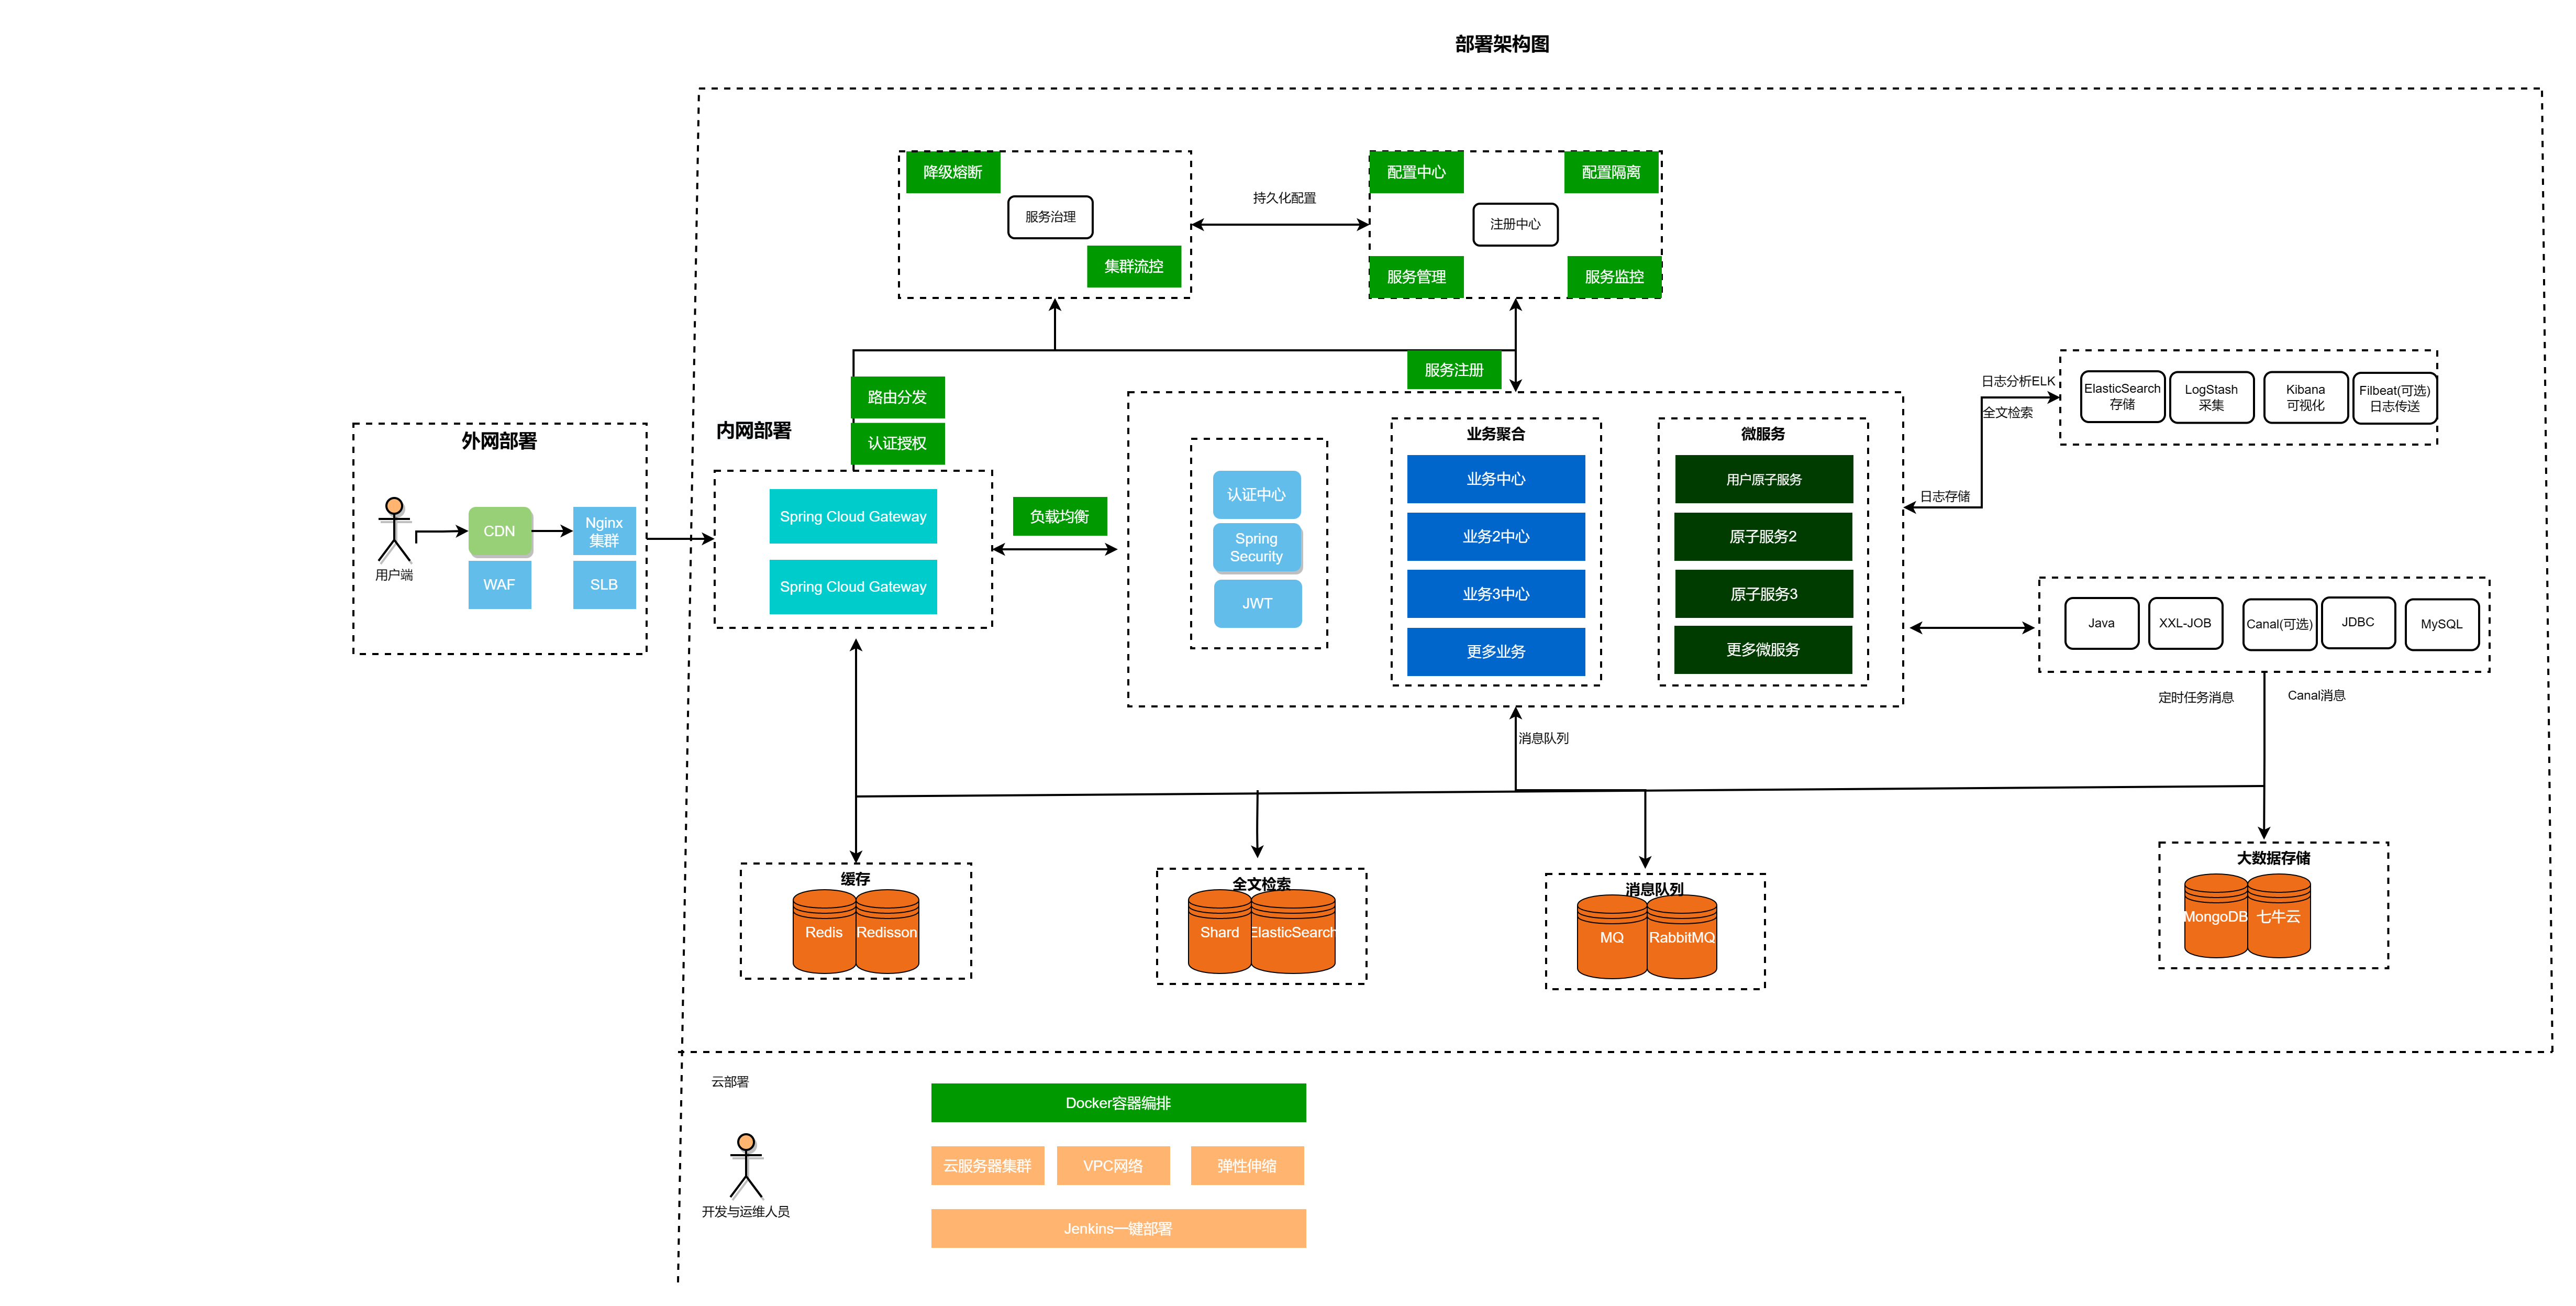 部署架构图
降级熔断
服务治理
集群流控
持久化配置
配置中心
配置隔离
注册中心
服务管理
服务监控
服务注册
路由分发
认证授权
外网部署
用户端
CDN
WAF
Nginx
集群
SLB
内网部署
Spring Cloud Gateway
Spring Cloud Gateway
负载均衡
认证中心
Spring
Security
JWT
业务聚合
业务中心
业务2中心
业务3中心
更多业务
微服务
用户原子服务
原子服务2
原子服务3
更多微服务
日志分析ELK
全文检索
日志存储
ElasticSearch
存储
LogStash
采集
Kibana
可视化
Filbeat(可选)
日志传送
Java
XXL-JOB
Canal(可选)
JDBC
MySQL
定时任务消息
Canal消息
消息队列
缓存
Redis
Redisson
全文检索
Shard
ElasticSearch
消息队列
MQ
RabbitMQ
大数据存储
MongoDB
七牛云
云部署
开发与运维人员
Docker容器编排
云服务器集群
VPC网络
弹性伸缩
Jenkins一键部署